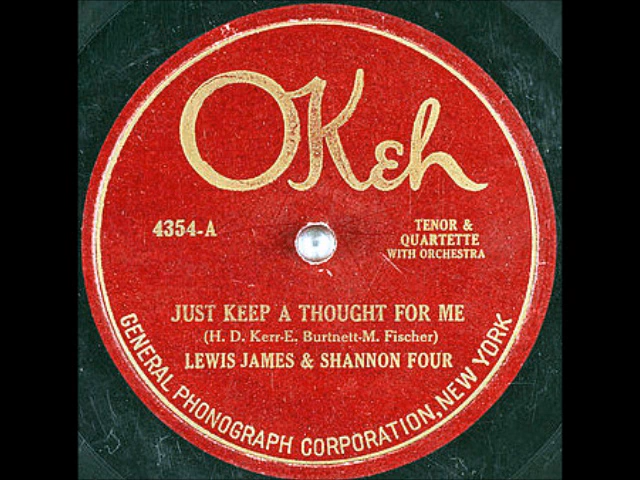 OKeh
4354-A
TENOR &
QUARTETTE
WITH ORCHESTRA
JUST KEEP A THOUGHT FOR ME
(H. D. Kerr-E. Burtnett-M. Fischer)
LEWIS JAMES & SHANNON FOUR
GENERAL PHONOGRAPH CORPORATION, NEW YORK